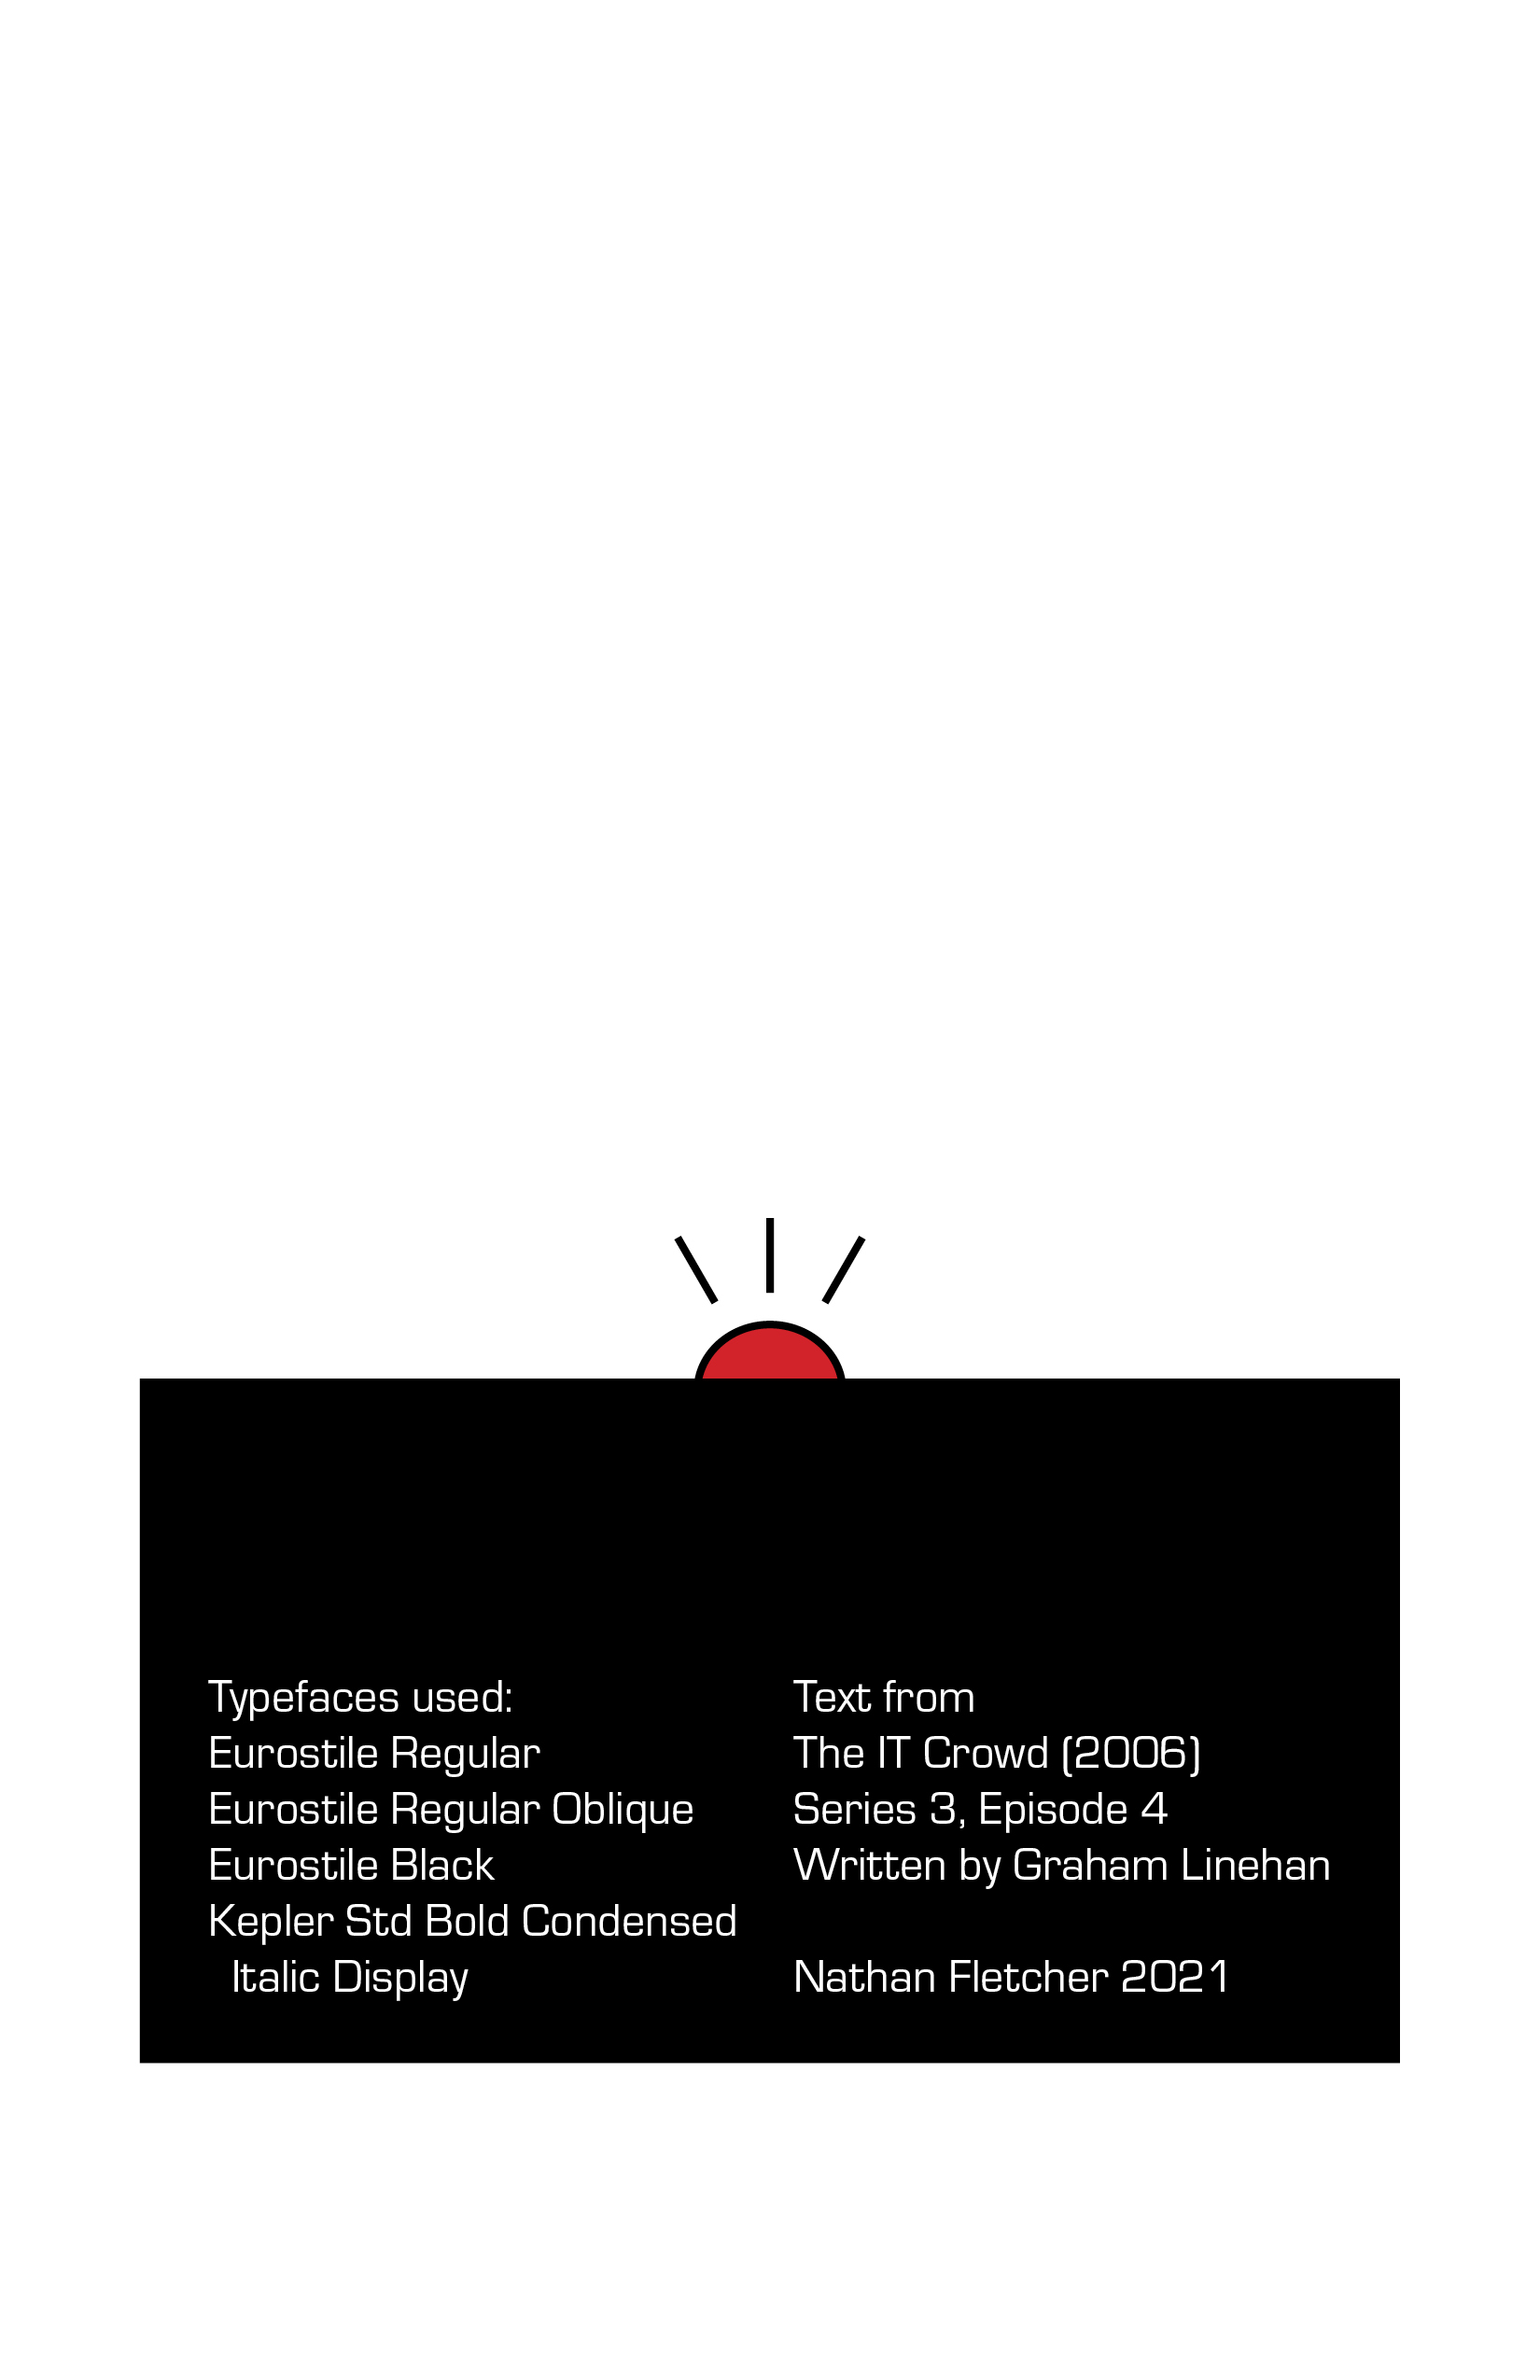 Typefaces used:
Eurostile Regular
Eurostile Regular Oblique
Eurostile Black
Kepler Std Bold Condensed
Italic Display
Text from
The IT Crowd (2006)
Series 3, Episode 4
Written by Graham Linehan
Nathan Fletcher 2021